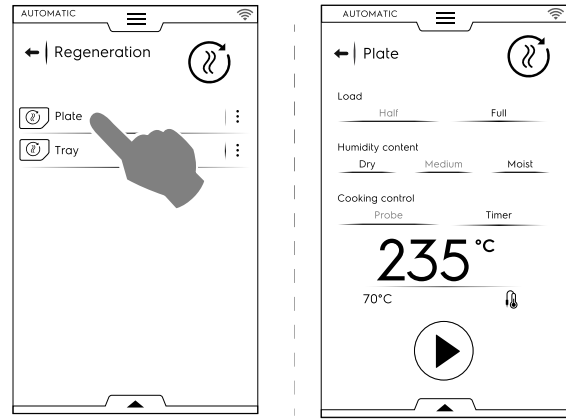 AUTOMATIC
Regeneration
Plate
Tray
AUTOMATIC
Plate
Load
Half Full
Humidity content
Dry Medium Moist
Cooking control
Probe Timer
235 °C
70°C